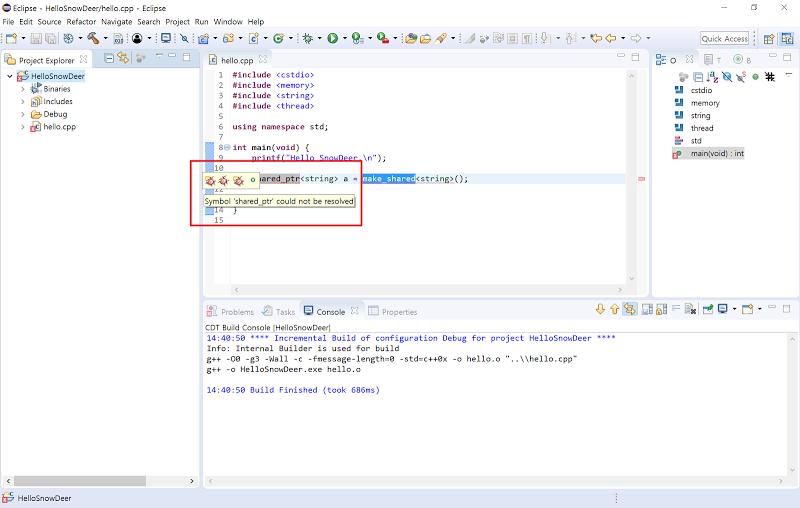 Eclipse - HelloSnowDeer/hello.cpp - Eclipse
File Edit Source Refactor Navigate Search Project Run Window Help
Quick Access
Project Explorer
HelloSnowDeer
Binaries
Includes
Debug
hello.cpp
hello.cpp
1 #include <cstdio>
2 #include <memory>
3 #include <string>
4 #include <thread>
5
6 using namespace std;
7
8 int main(void) {
9 printf("Hello SnowDeer.\n");
10
hared_ptr<string> a = make_shared<string>();
Symbol 'shared_ptr' could not be resolved
14 }
15
O
T
B
cstdio
memory
string
thread
std
main(void) : int
Problems Tasks Console Properties
CDT Build Console [HelloSnowDeer]
14:40:50 **** Incremental Build of configuration Debug for project HelloSnowDeer ****
Info: Internal Builder is used for build
g++ -O0 -g3 -Wall -c -fmessage-length=0 -std=c++0x -o hello.o "..\\hello.cpp"
g++ -o HelloSnowDeer.exe hello.o
14:40:50 Build Finished (took 686ms)
HelloSnowDeer